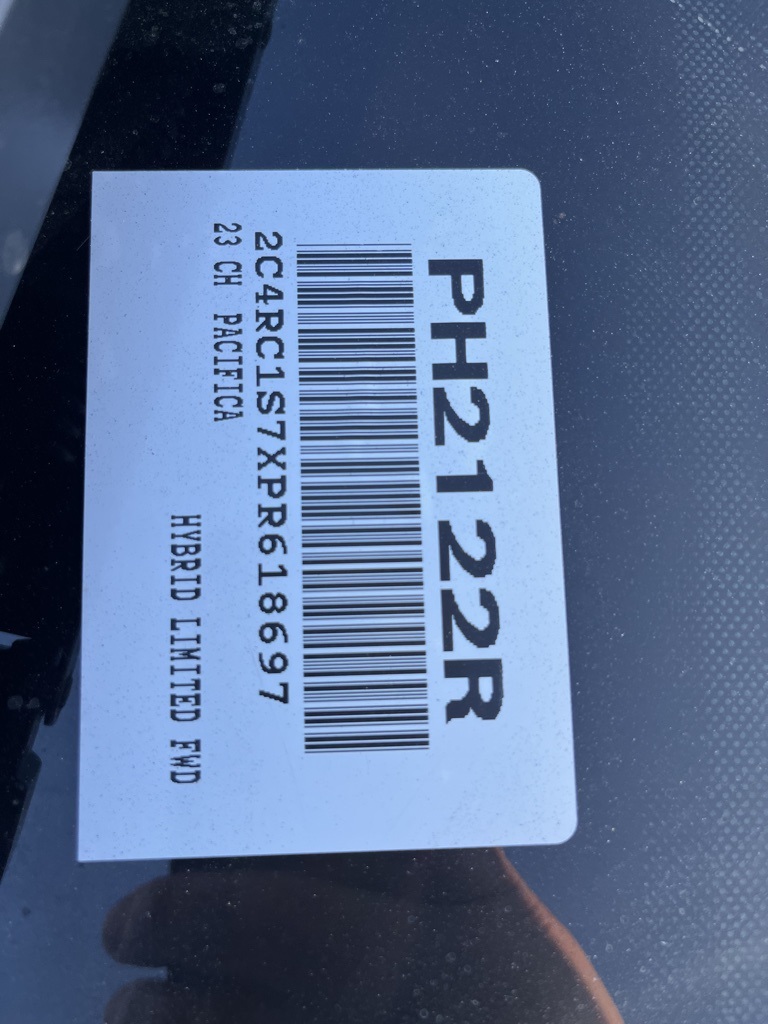 PH2122R
2C4RC1S7XPR618697
23 CH PACIFICA
HYBRID LIMITED FWD